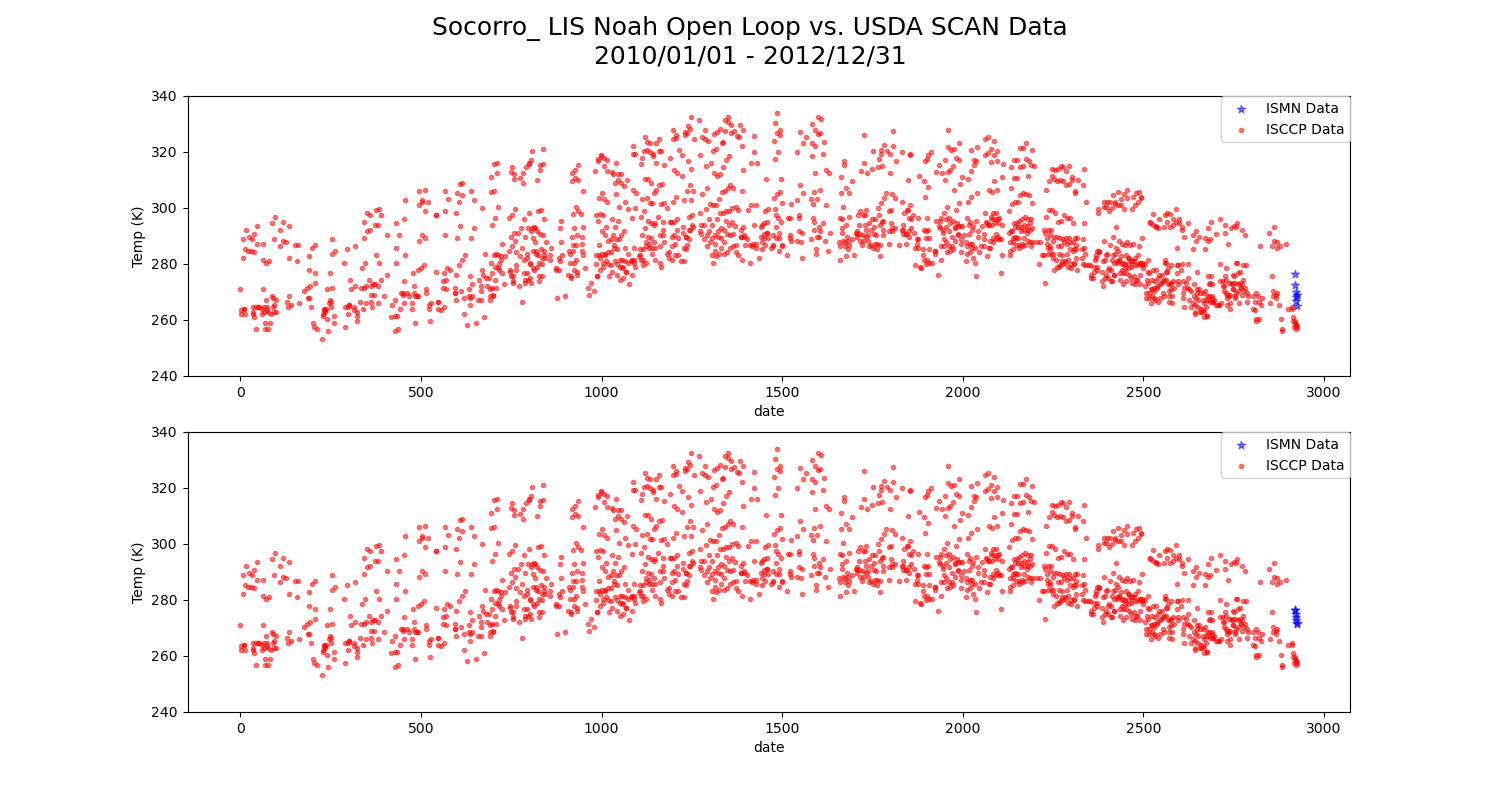 Socorro_ LIS Noah Open Loop vs. USDA SCAN Data
2010/01/01 - 2012/12/31
340
320
300
280
260
240
Temp (K)
ISMN Data
ISCCP Data
0 500 1000 1500 2000 2500 3000
date
340
320
300
280
260
240
Temp (K)
ISMN Data
ISCCP Data
0 500 1000 1500 2000 2500 3000
date